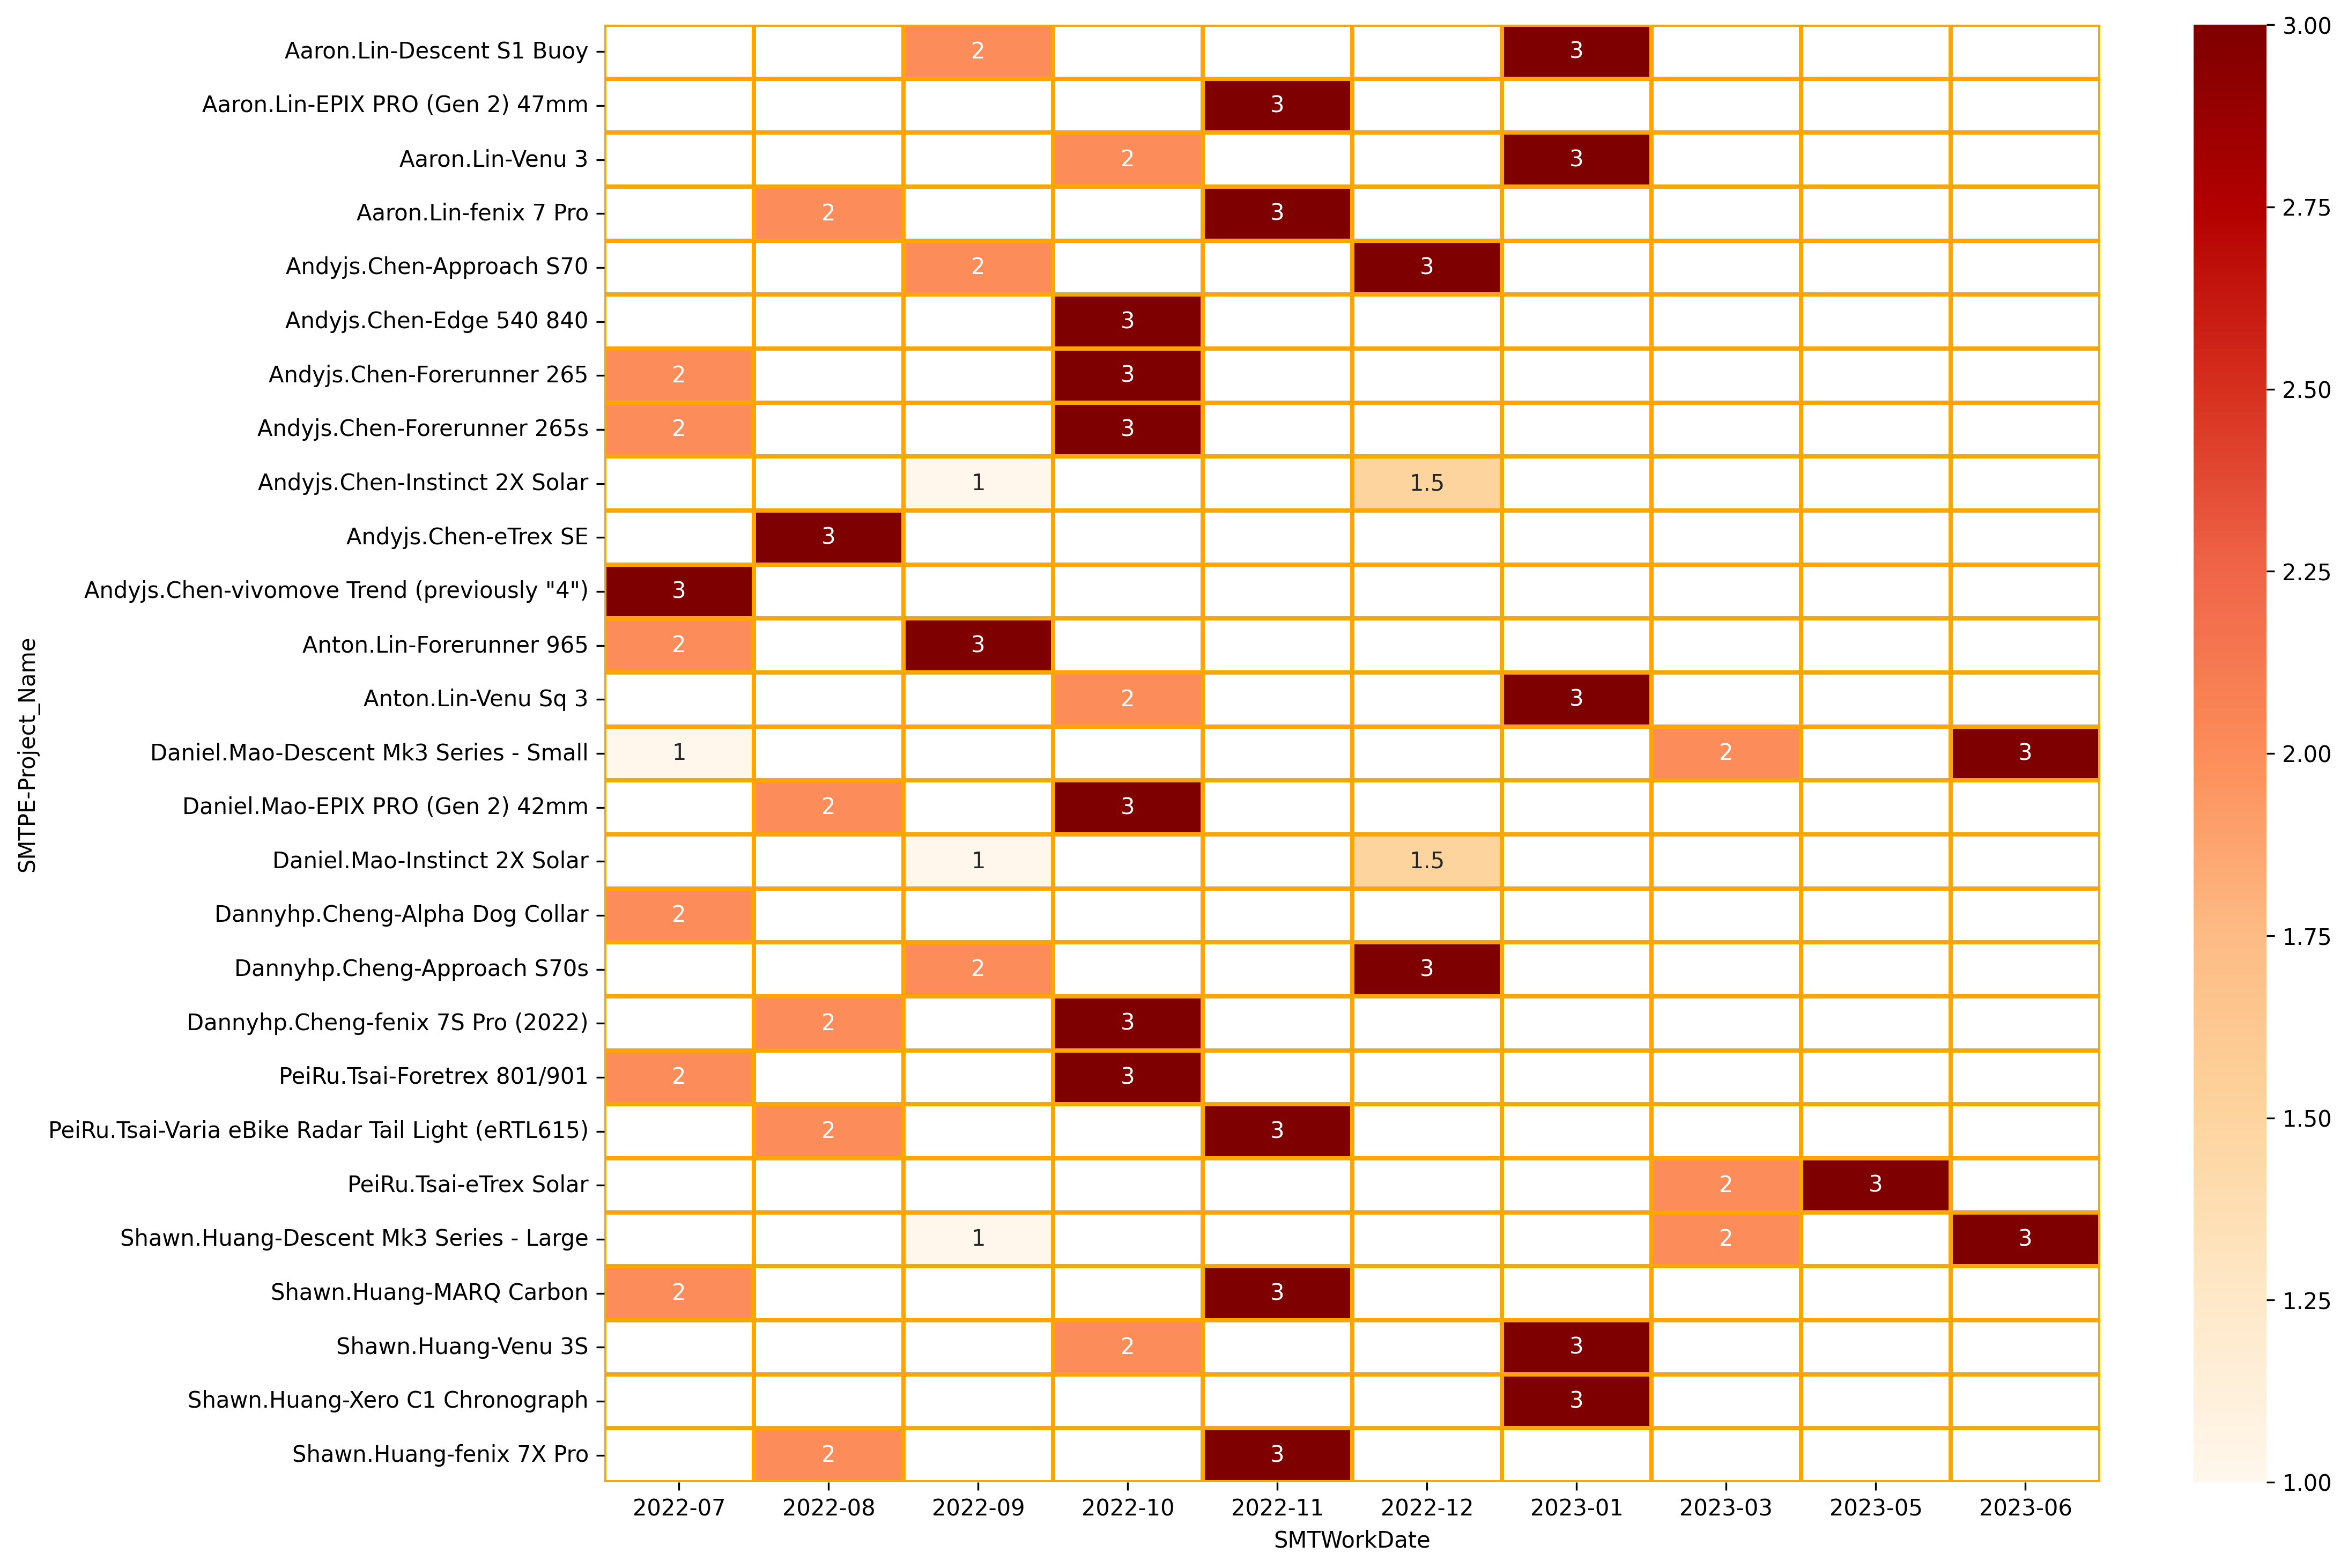 Aaron.Lin-Descent S1 Buoy 2 3
Aaron.Lin-EPIX PRO (Gen 2) 47mm 3
Aaron.Lin-Venu 3 2 3
Aaron.Lin-fenix 7 Pro 2 3
Andyjs.Chen-Approach S70 2 3
Andyjs.Chen-Edge 540 840 3
Andyjs.Chen-Forerunner 265 2 3
Andyjs.Chen-Forerunner 265s 2 3
Andyjs.Chen-Instinct 2X Solar 1 1.5
Andyjs.Chen-eTrex SE 3
Andyjs.Chen-vivomove Trend (previously "4") 3
Anton.Lin-Forerunner 965 2 3
Anton.Lin-Venu Sq 3 2 3
Daniel.Mao-Descent Mk3 Series - Small 1 2 3
Daniel.Mao-EPIX PRO (Gen 2) 42mm 2 3
Daniel.Mao-Instinct 2X Solar 1 1.5
Dannyhp.Cheng-Alpha Dog Collar 2
Dannyhp.Cheng-Approach S70s 2 3
Dannyhp.Cheng-fenix 7S Pro (2022) 2 3
PeiRu.Tsai-Foretrex 801/901 2 3
PeiRu.Tsai-Varia eBike Radar Tail Light (eRTL615) 2 3
PeiRu.Tsai-eTrex Solar 2 3
Shawn.Huang-Descent Mk3 Series - Large 1 2 3
Shawn.Huang-MARQ Carbon 2 3
Shawn.Huang-Venu 3S 2 3
Shawn.Huang-Xero C1 Chronograph 3
Shawn.Huang-fenix 7X Pro 2 3
2022-07 2022-08 2022-09 2022-10 2022-11 2022-12 2023-01 2023-03 2023-05 2023-06
SMTWorkDate
SMTPE-Project_Name
3.00
2.75
2.50
2.25
2.00
1.75
1.50
1.25
1.00